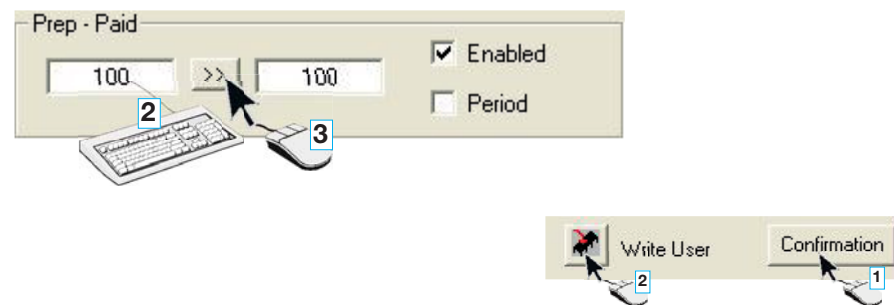 Prep - Paid
100 >> 100
Enabled
Period
2
3
Write User
Confirmation
2
1